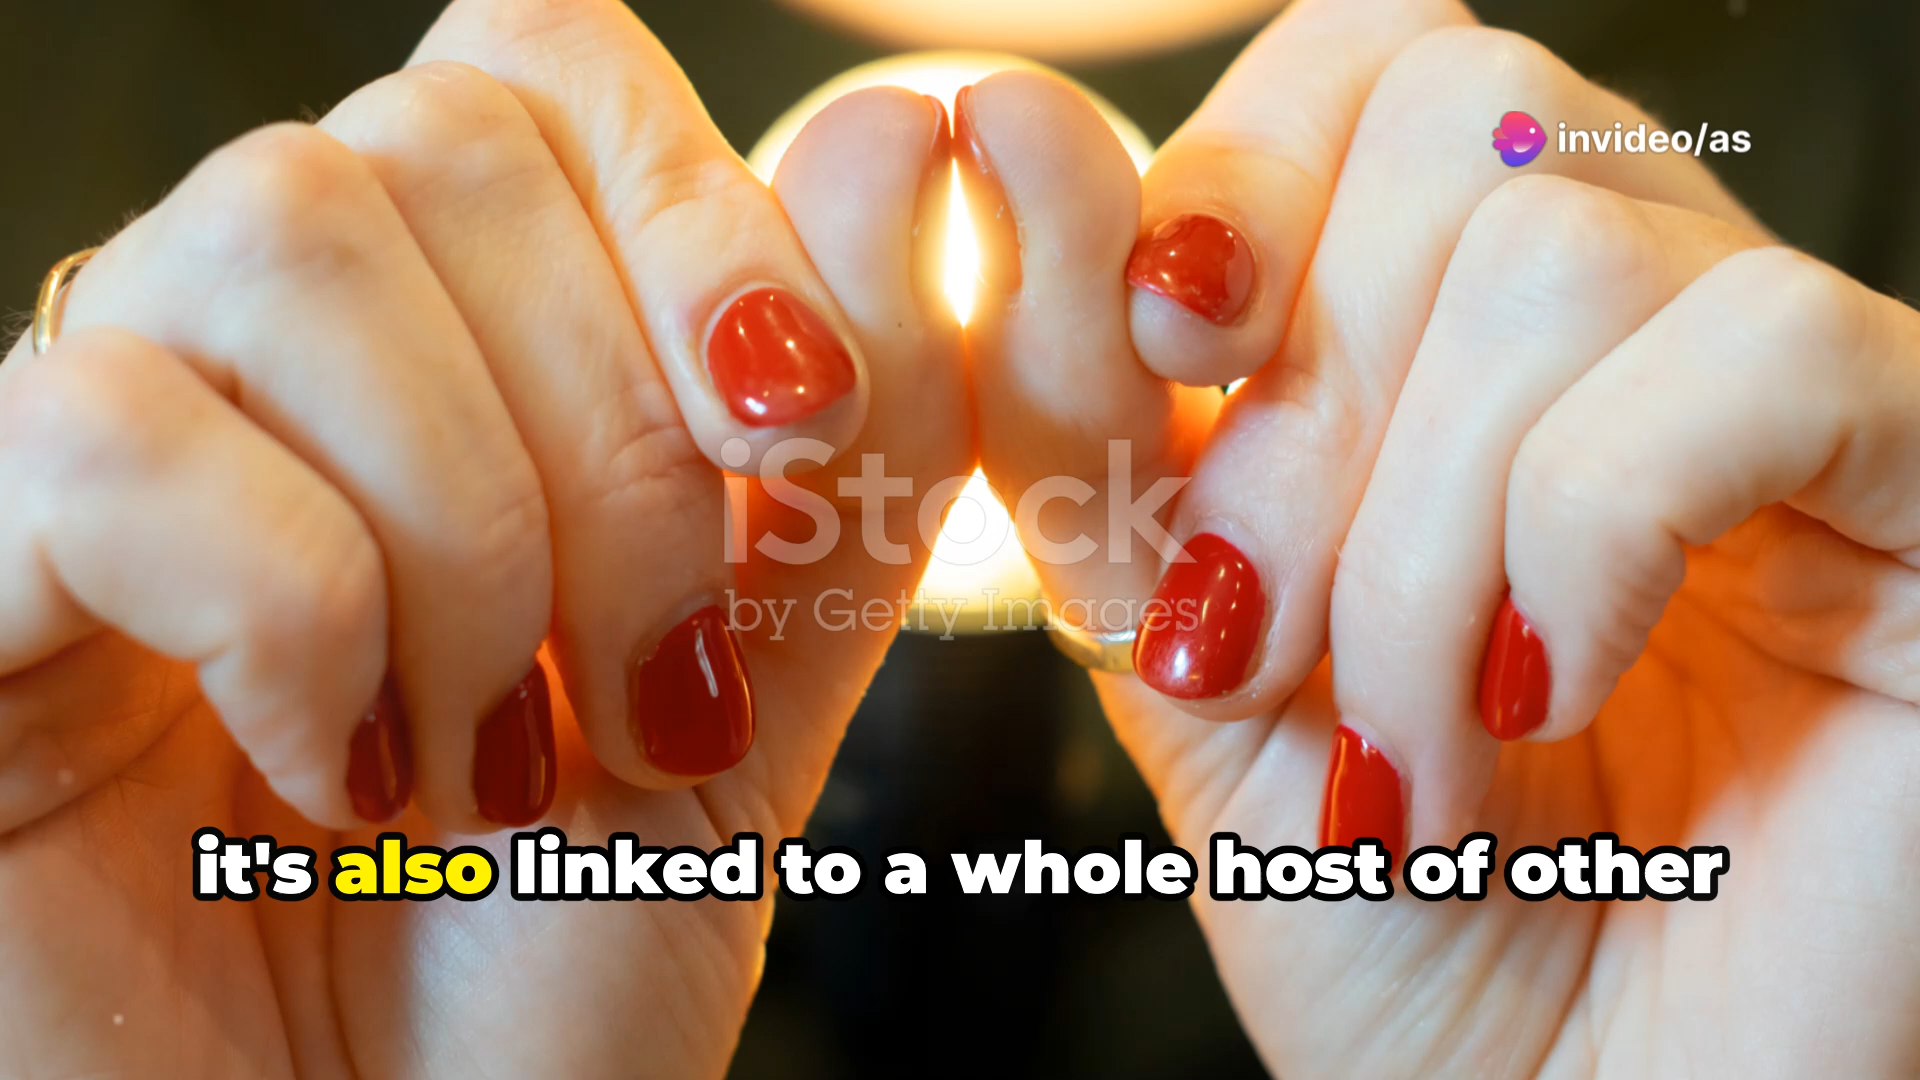 invideo/as
iStock
by Getty Images
it's also linked to a whole host of other